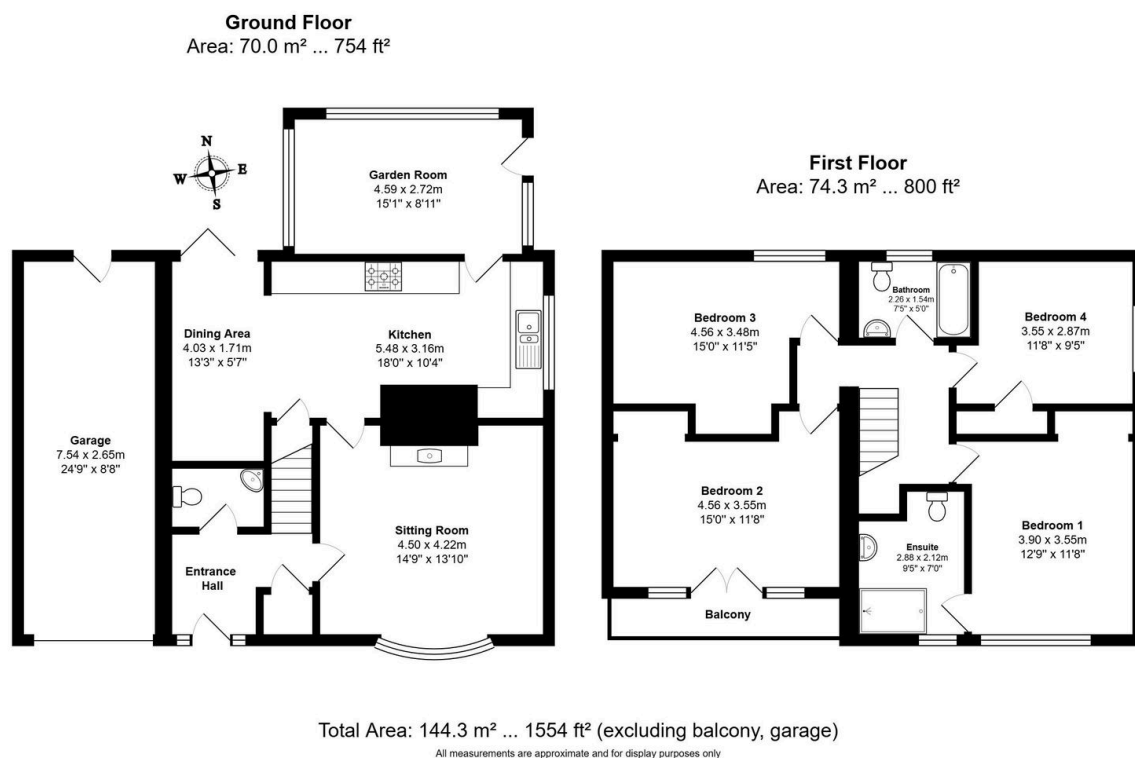 Ground Floor
Area: 70.0 m² ... 754 ft²
N
W
E
S
Garden Room
4.59 x 2.72m
15'1" x 8'11"
Dining Area
4.03 x 1.71m
13'3" x 5'7"
Kitchen
5.48 x 3.16m
18'0" x 10'4"
Garage
7.54 x 2.65m
24'9" x 8'8"
Sitting Room
4.50 x 4.22m
14'9" x 13'10"
Entrance
Hall
First Floor
Area: 74.3 m² ... 800 ft²
Bedroom 3
4.56 x 3.48m
15'0" x 11'5"
Bathroom
2.26 x 1.54m
7'5" x 5'0"
Bedroom 4
3.55 x 2.87m
11'8" x 9'5"
Bedroom 2
4.56 x 3.55m
15'0" x 11'8"
Bedroom 1
3.90 x 3.55m
12'9" x 11'8"
Ensuite
2.88 x 2.12m
9'5" x 7'0"
Balcony
Total Area: 144.3 m² ... 1554 ft² (excluding balcony, garage)
All measurements are approximate and for display purposes only